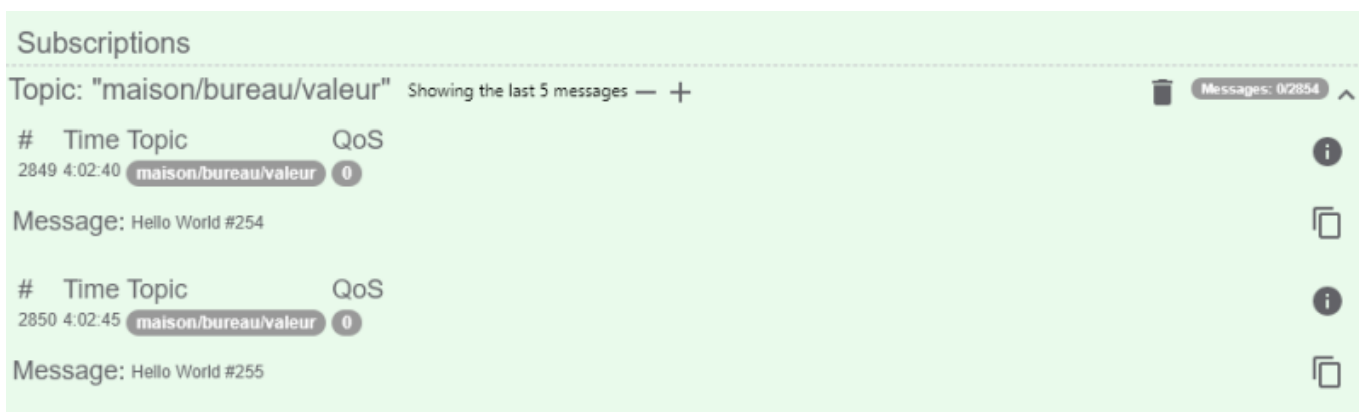 Subscriptions
Topic: "maison/bureau/valeur" Showing the last 5 messages — + Messages: 0/2854
# Time Topic QoS
2849 4:02:40 maison/bureau/valeur 0
Message: Hello World #254
# Time Topic QoS
2850 4:02:45 maison/bureau/valeur 0
Message: Hello World #255